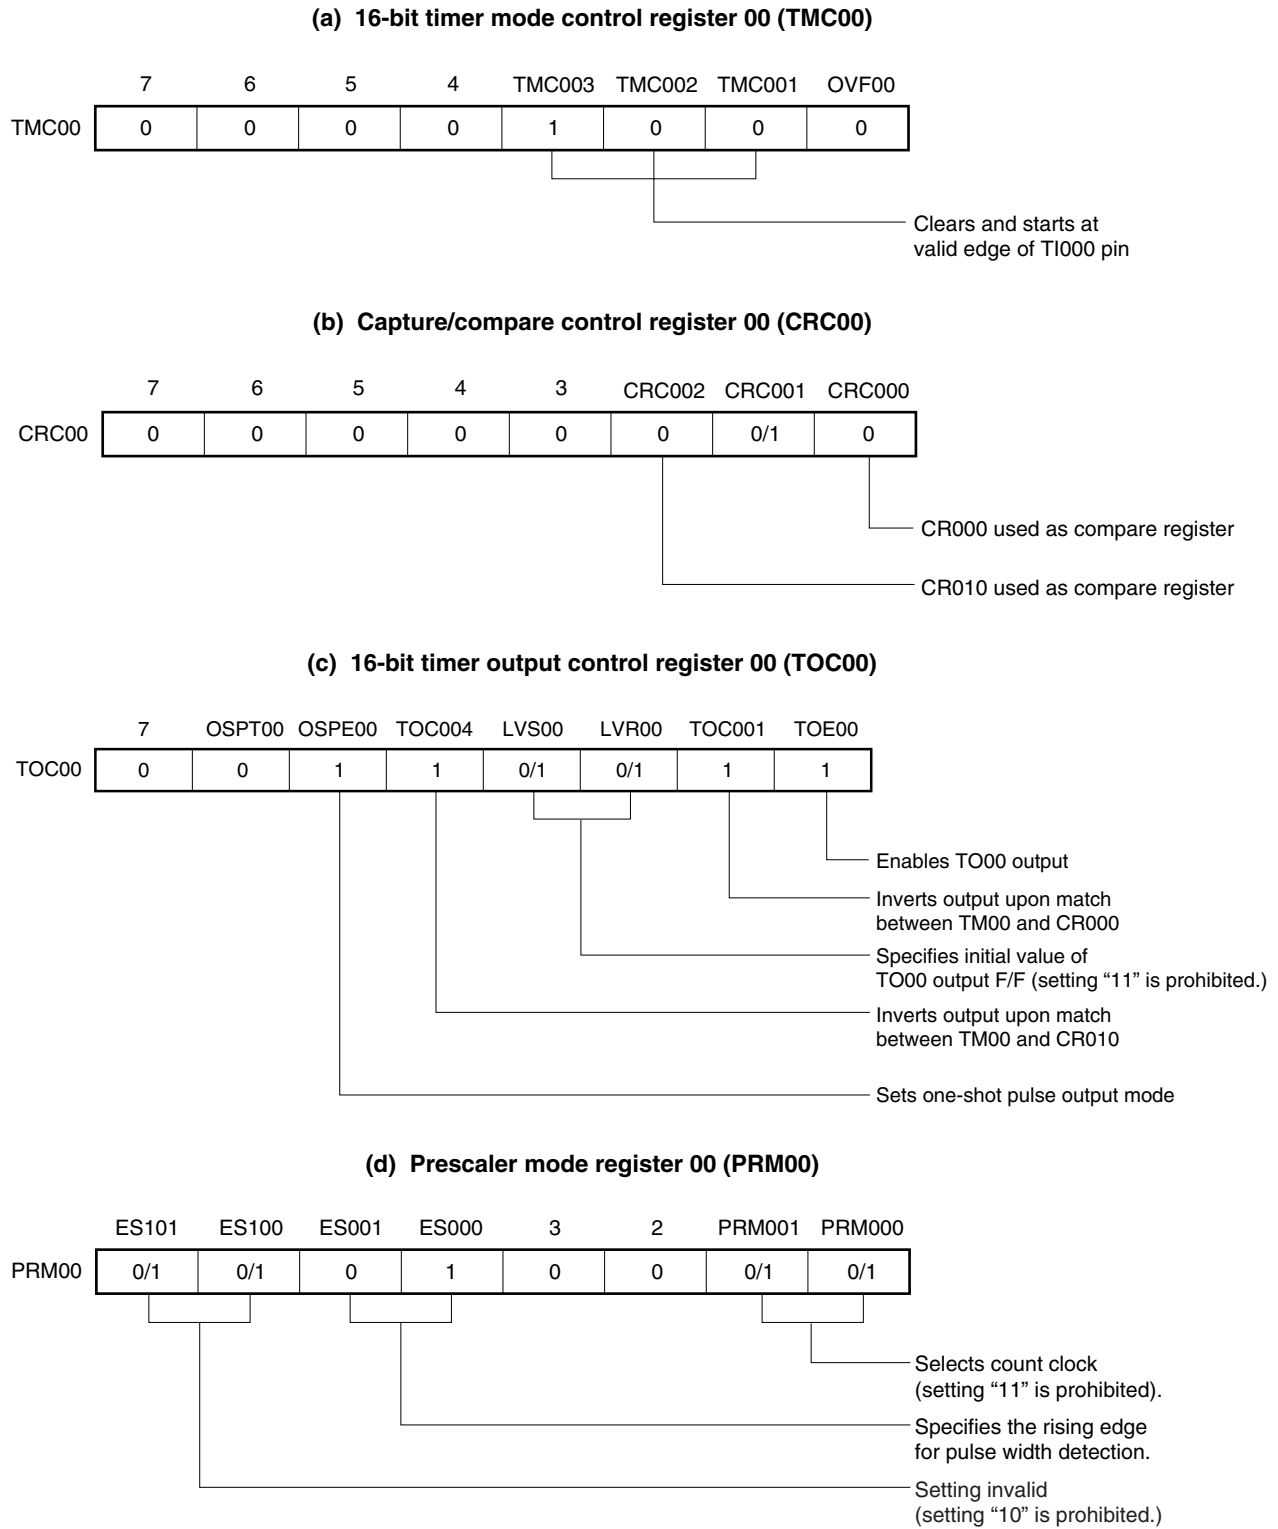 (a) 16-bit timer mode control register 00 (TMC00)
7 6 5 4 TMC003 TMC002 TMC001 OVF00
TMC00 0 0 0 0 1 0 0 0
Clears and starts at
valid edge of TI000 pin
(b) Capture/compare control register 00 (CRC00)
7 6 5 4 3 CRC002 CRC001 CRC000
CRC00 0 0 0 0 0 0 0/1 0
CR000 used as compare register
CR010 used as compare register
(c) 16-bit timer output control register 00 (TOC00)
7 OSPT00 OSPE00 TOC004 LVS00 LVR00 TOC001 TOE00
TOC00 0 0 1 1 0/1 0/1 1 1
Enables TO00 output
Inverts output upon match
between TM00 and CR000
Specifies initial value of
TO00 output F/F (setting “11” is prohibited.)
Inverts output upon match
between TM00 and CR010
Sets one-shot pulse output mode
(d) Prescaler mode register 00 (PRM00)
ES101 ES100 ES001 ES000 3 2 PRM001 PRM000
PRM00 0/1 0/1 0 1 0 0 0/1 0/1
Selects count clock
(setting “11” is prohibited).
Specifies the rising edge
for pulse width detection.
Setting invalid
(setting “10” is prohibited.)